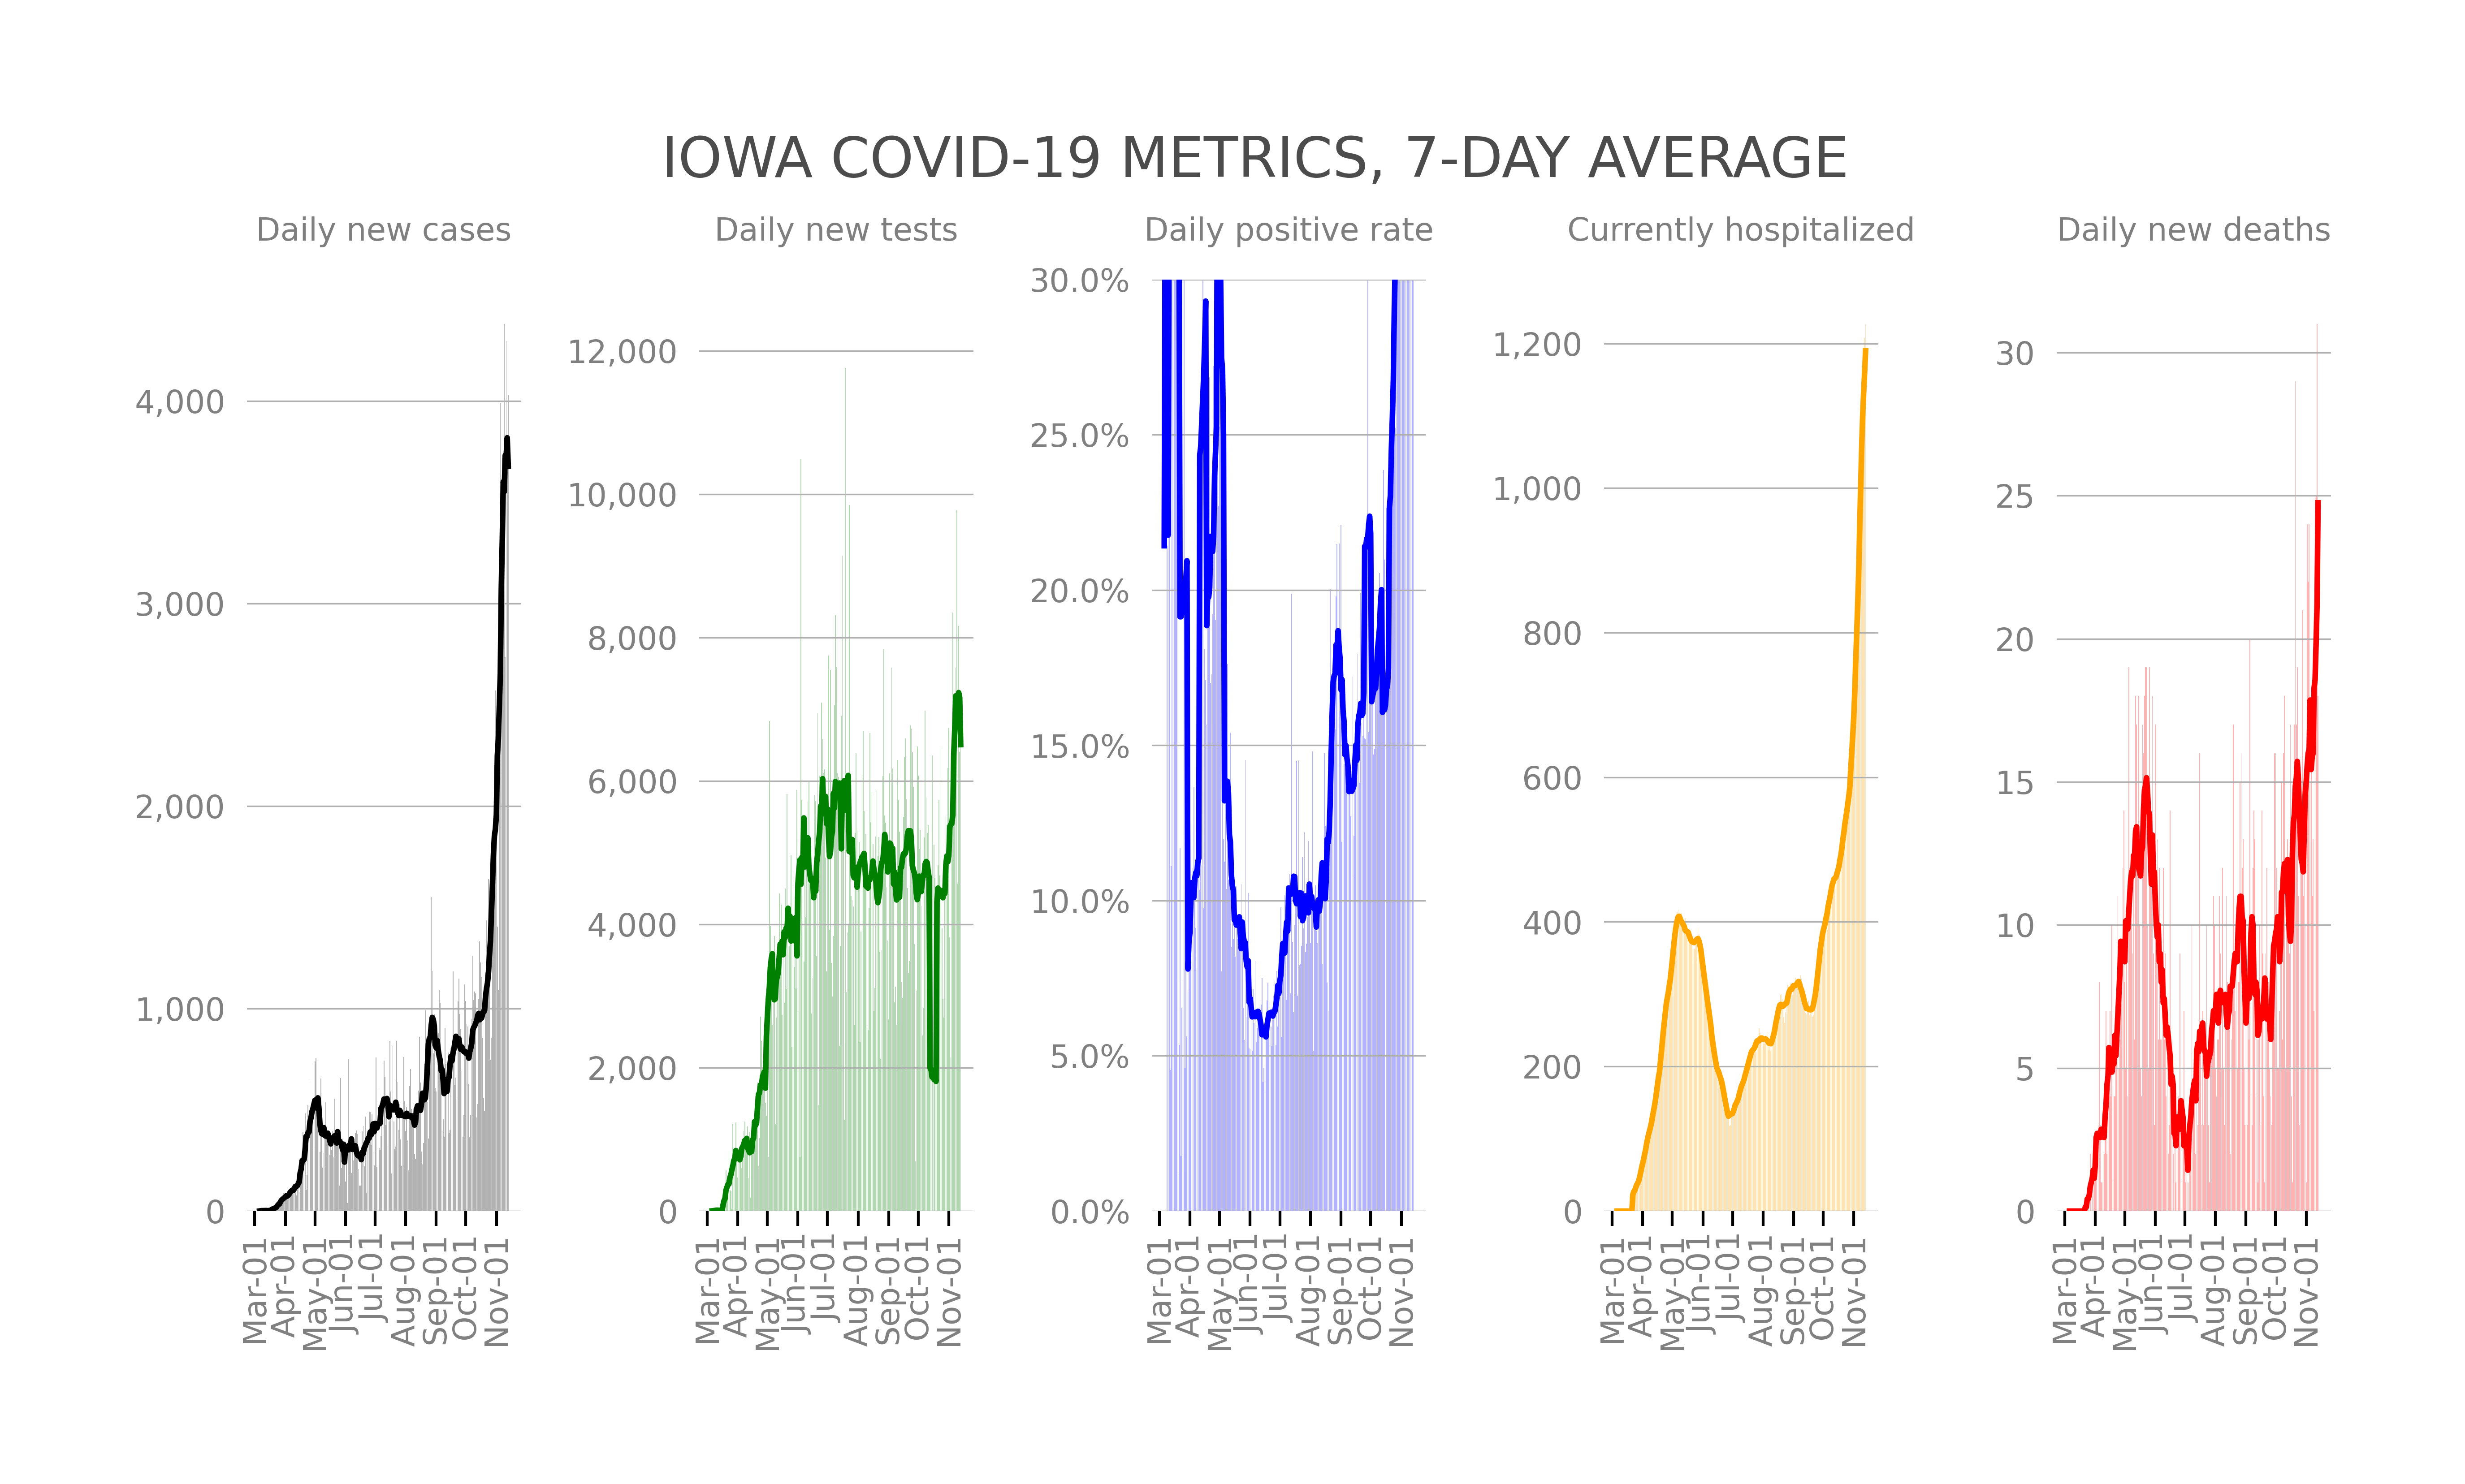 IOWA COVID-19 METRICS, 7-DAY AVERAGE
Daily new cases
4,000
3,000
2,000
1,000
0
Mar-01
Apr-01
May-01
Jun-01
Jul-01
Aug-01
Sep-01
Oct-01
Nov-01
Daily new tests
12,000
10,000
8,000
6,000
4,000
2,000
0
Mar-01
Apr-01
May-01
Jun-01
Jul-01
Aug-01
Sep-01
Oct-01
Nov-01
Daily positive rate
30.0%
25.0%
20.0%
15.0%
10.0%
5.0%
0.0%
Mar-01
Apr-01
May-01
Jun-01
Jul-01
Aug-01
Sep-01
Oct-01
Nov-01
Currently hospitalized
1,200
1,000
800
600
400
200
0
Mar-01
Apr-01
May-01
Jun-01
Jul-01
Aug-01
Sep-01
Oct-01
Nov-01
Daily new deaths
30
25
20
15
10
5
0
Mar-01
Apr-01
May-01
Jun-01
Jul-01
Aug-01
Sep-01
Oct-01
Nov-01